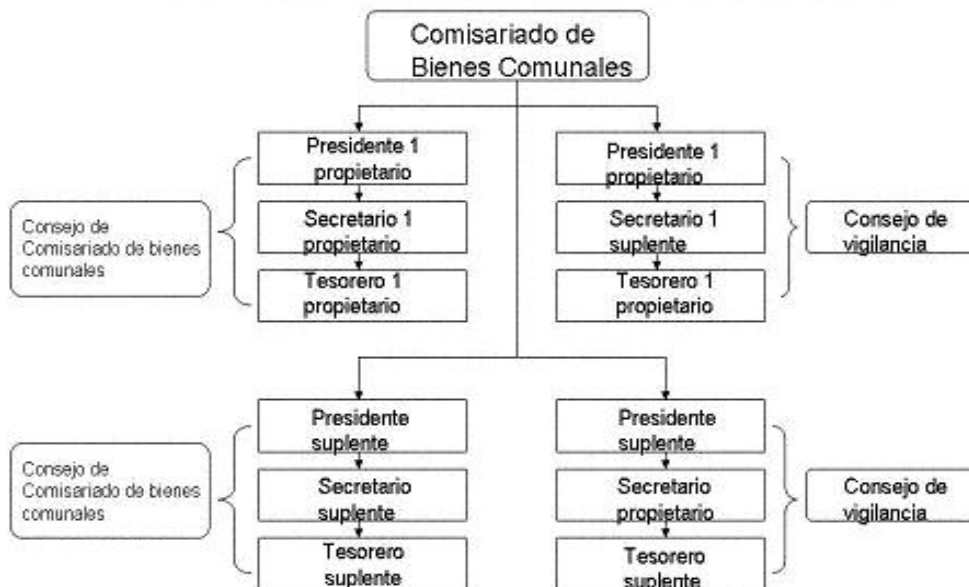 Comisariado de
Bienes Comunales
Presidente 1
propietario
Secretario 1
propietario
Tesorero 1
propietario
Consejo de
Comisariado de bienes
comunales
Presidente 1
propietario
Secretario 1
suplente
Tesorero 1
propietario
Consejo de
vigilancia
Presidente
suplente
Secretario
suplente
Tesorero
suplente
Consejo de
Comisariado de bienes
comunales
Presidente
suplente
Secretario
propietario
Tesorero
suplente
Consejo de
vigilancia